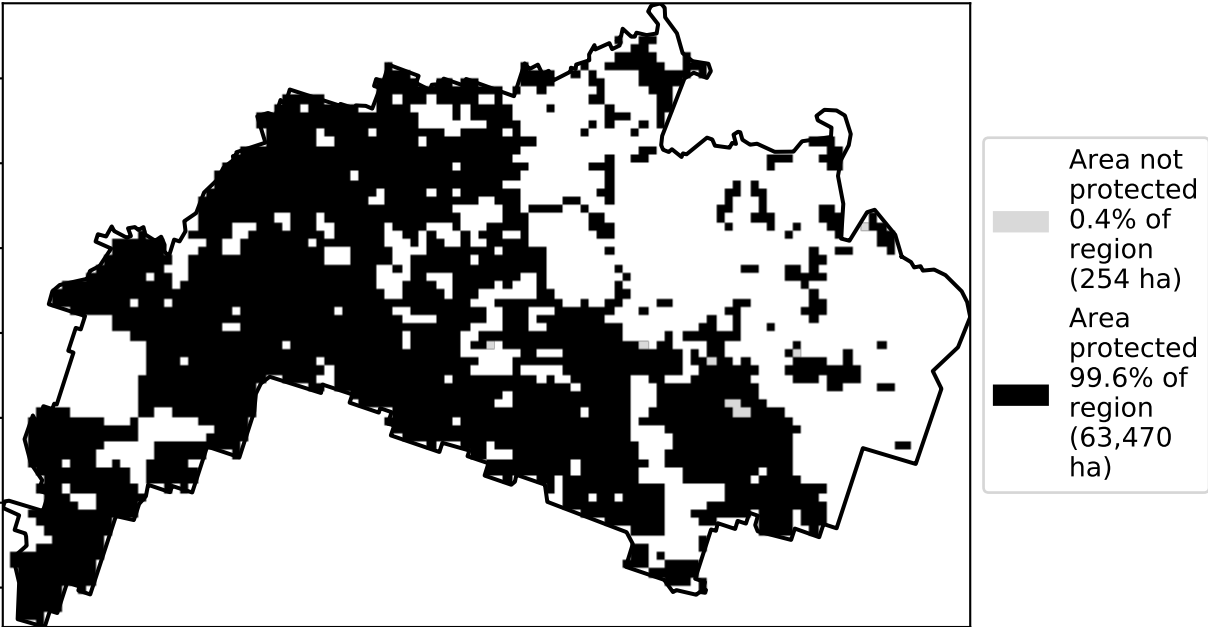 Area not
protected
0.4% of
region
(254 ha)
Area
protected
99.6% of
region
(63,470
ha)